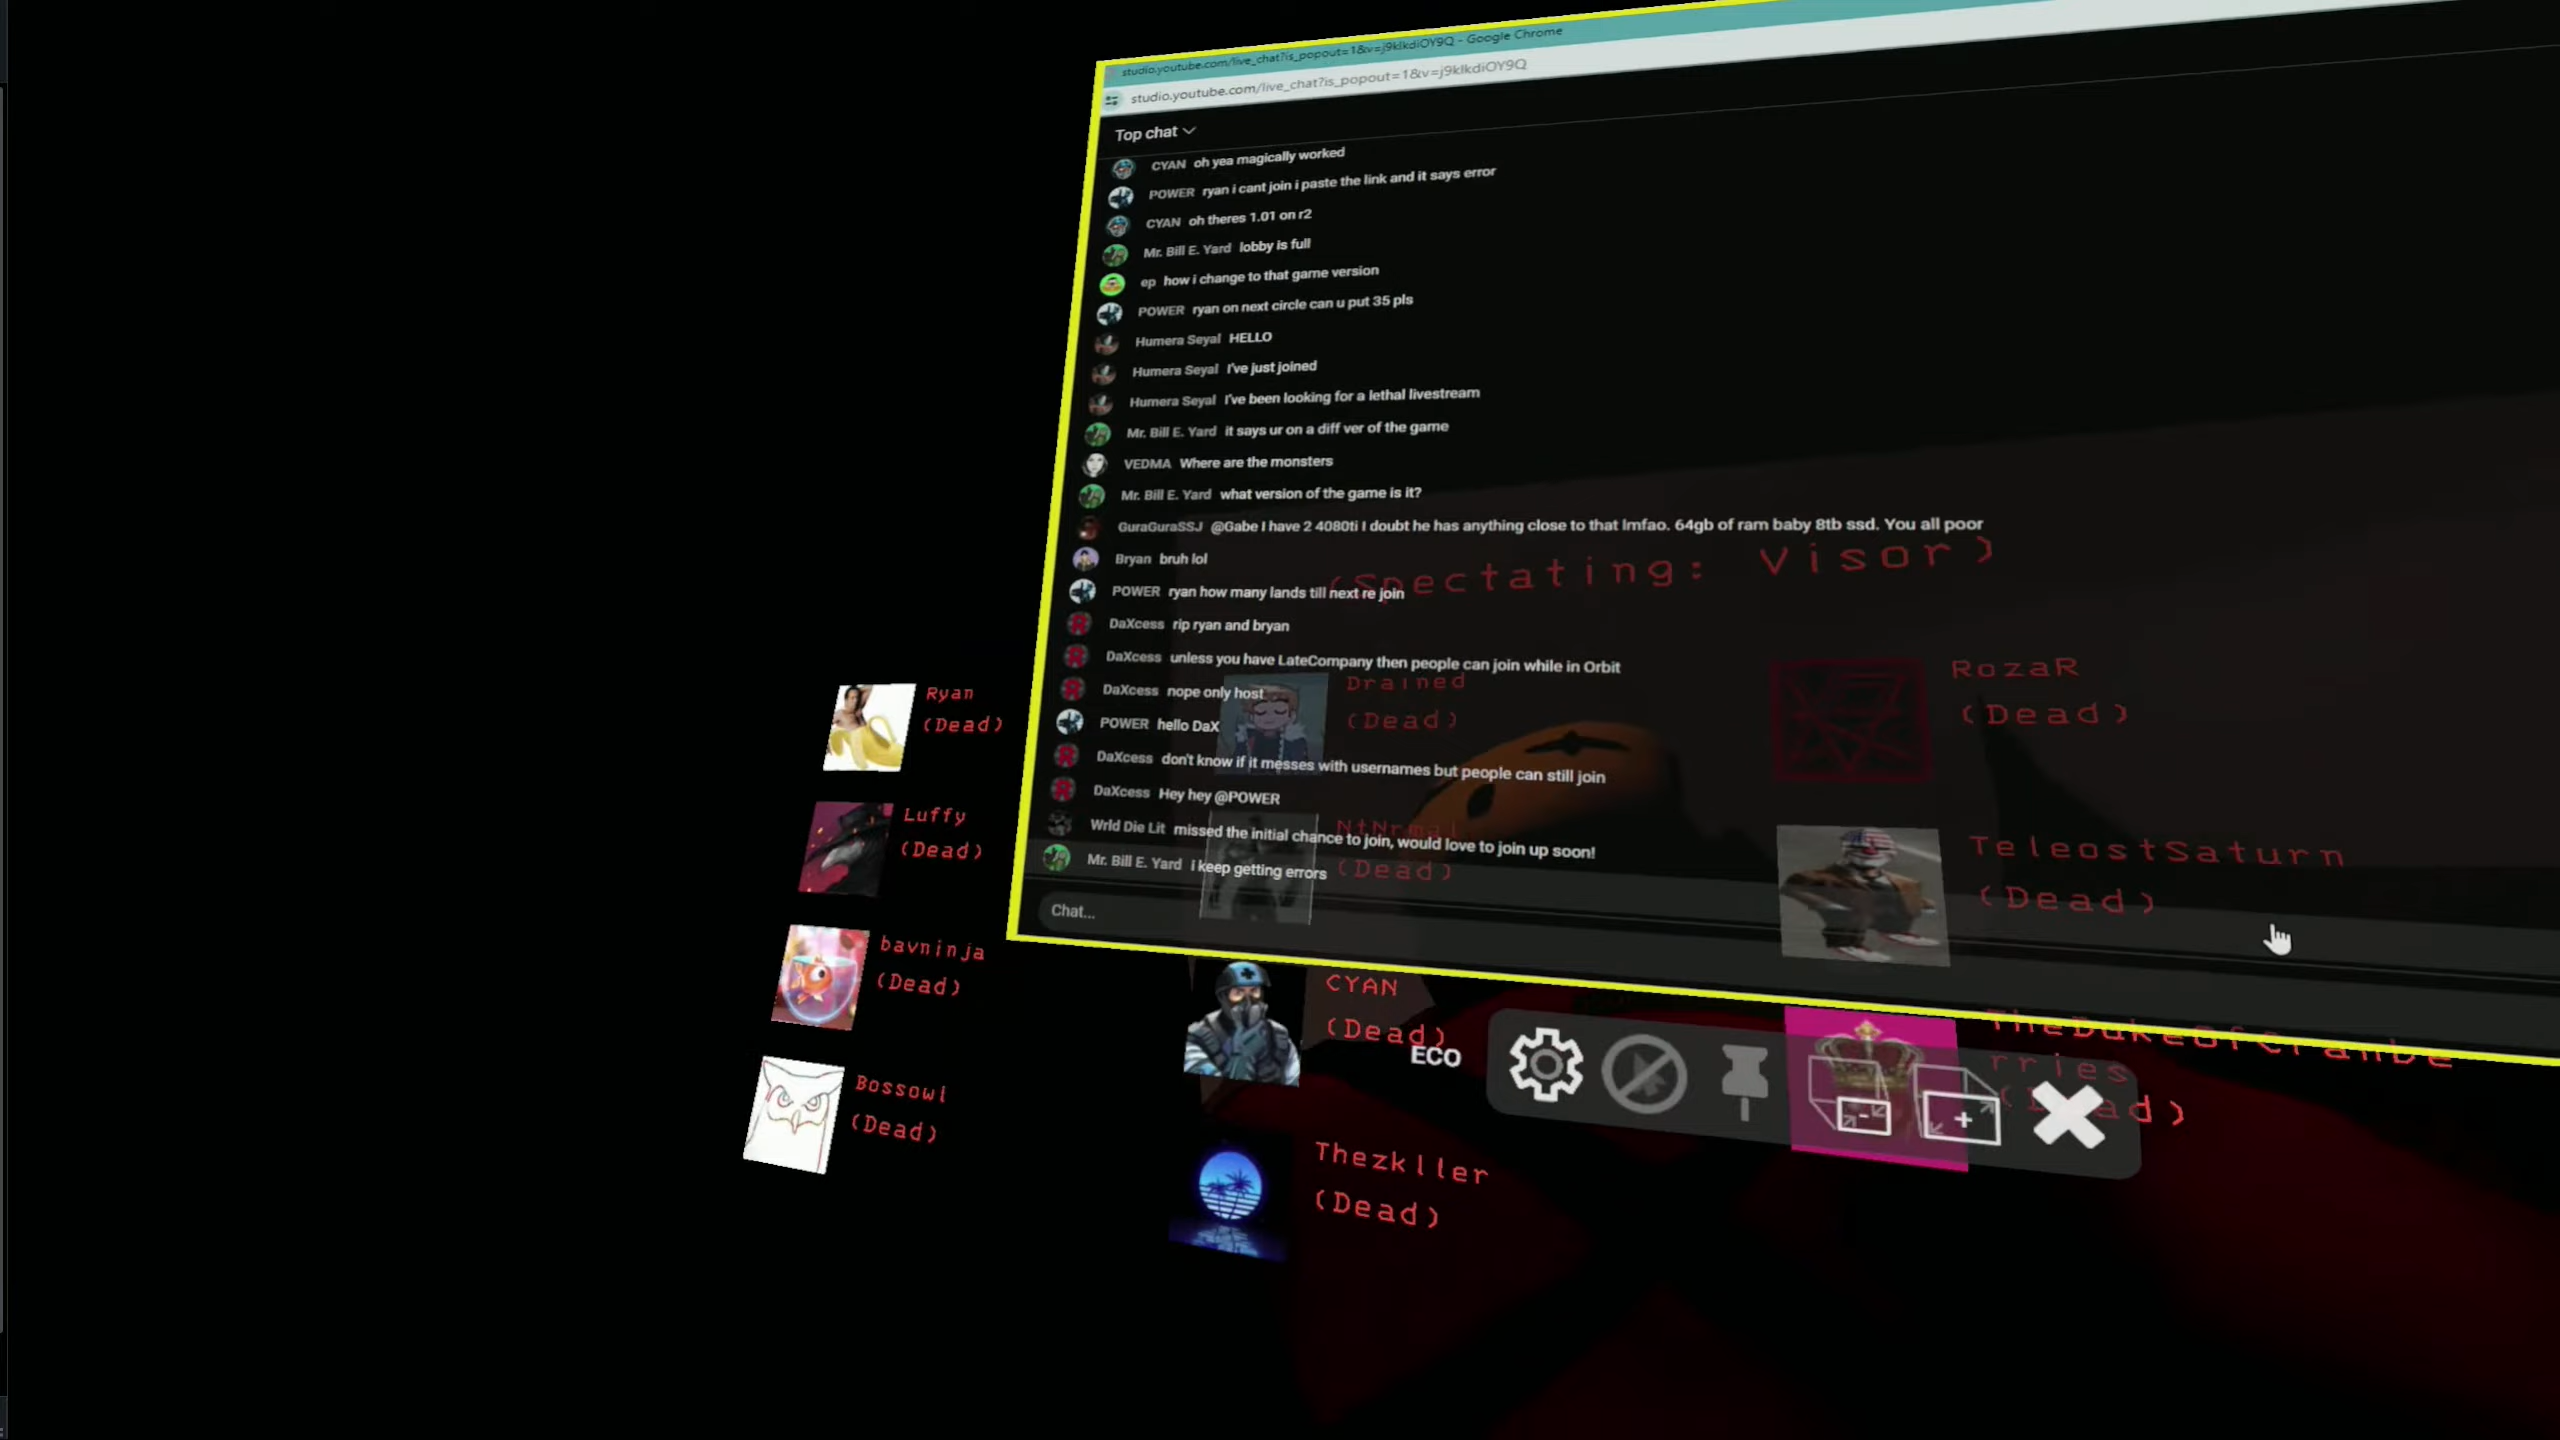 studio.youtube.com/live_chat?is_popout=1&v=j9klkdiOY9Q - Google Chrome
studio.youtube.com/live_chat?is_popout=1&v=j9klkdiOY9Q
Top chat
CYAN oh yea magically worked
POWER ryan i cant join i paste the link and it says error
CYAN oh theres 1.01 on r2
Mr. Bill E. Yard lobby is full
ep how i change to that game version
POWER ryan on next circle can u put 35 pls
Humera Seyal HELLO
Humera Seyal I've just joined
Humera Seyal I've been looking for a lethal livestream
Mr. Bill E. Yard it says ur on a diff ver of the game
VEDMA Where are the monsters
Mr. Bill E. Yard what version of the game is it?
GuraGuraSSJ @Gabe I have 2 4080ti I doubt he has anything close to that lmfao. 64gb of ram baby 8tb ssd. You all poor
Bryan bruh lol
(Spectating: Visor)
POWER ryan how many lands till next re join
DaXcess rip ryan and bryan
DaXcess unless you have LateCompany then people can join while in Orbit
DaXcess nope only host
POWER hello DaX
DaXcess don't know if it messes with usernames but people can still join
DaXcess Hey hey @POWER
Wrld Die Lit missed the initial chance to join, would love to join up soon!
Mr. Bill E. Yard i keep getting errors
Chat...
Ryan
(Dead)
Luffy
(Dead)
bavninja
(Dead)
Bossowl
(Dead)
Drained
(Dead)
NtNrmal
(Dead)
CYAN
(Dead)
Thezkller
(Dead)
RozaR
(Dead)
TeleostSaturn
(Dead)
TheDukeOfCranbe
rries
(Dead)
ECO